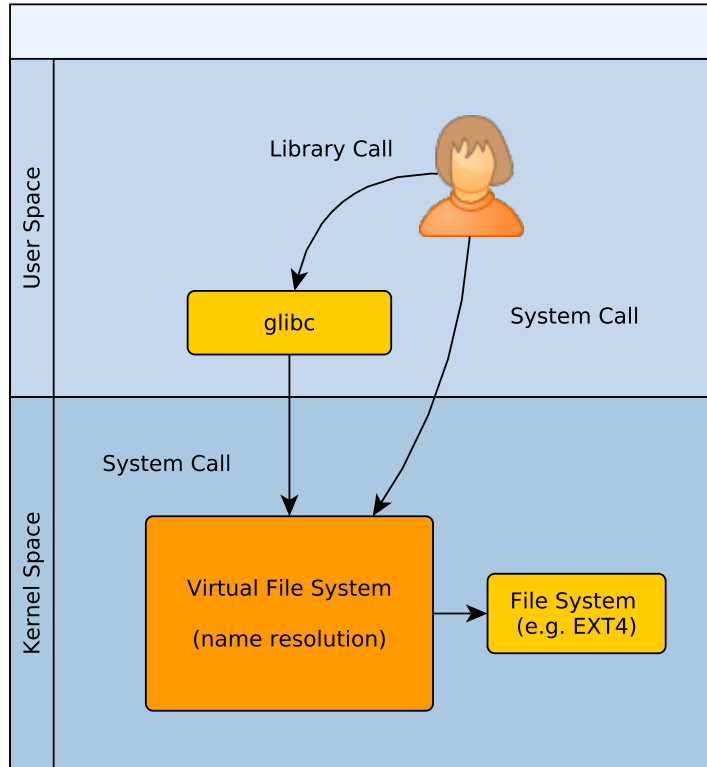 User Space
Library Call
glibc
System Call
Kernel Space
System Call
Virtual File System
(name resolution)
File System
(e.g. EXT4)